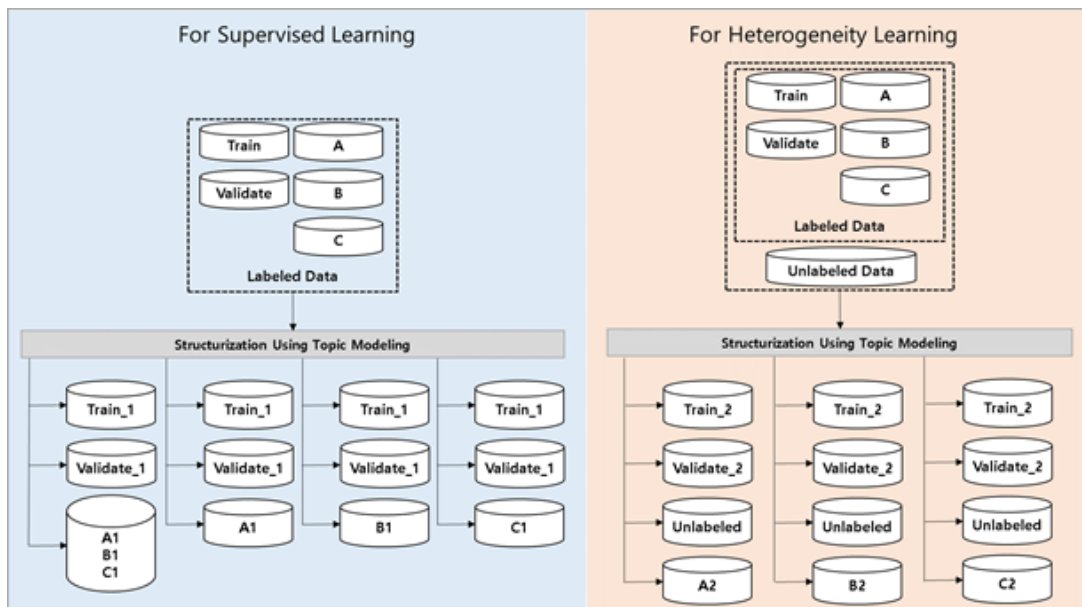 For Supervised Learning
Train
A
Validate
B
C
Labeled Data
Structurization Using Topic Modeling
Train_1
Train_1
Train_1
Train_1
Validate_1
Validate_1
Validate_1
Validate_1
A1
B1
C1
A1
B1
C1
For Heterogeneity Learning
Train
A
Validate
B
C
Labeled Data
Unlabeled Data
Structurization Using Topic Modeling
Train_2
Train_2
Train_2
Validate_2
Validate_2
Validate_2
Unlabeled
Unlabeled
Unlabeled
A2
B2
C2